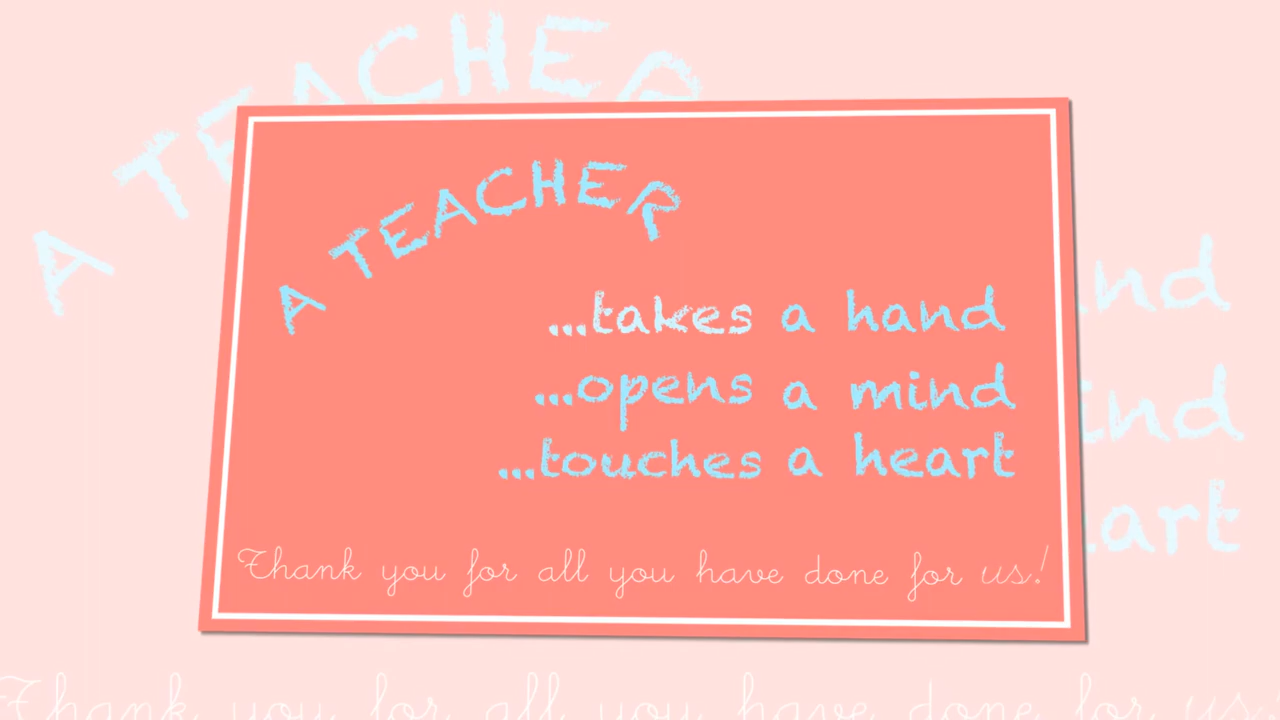 A TEACHER
...takes a hand
...opens a mind
...touches a heart
Thank you for all you have done for us!